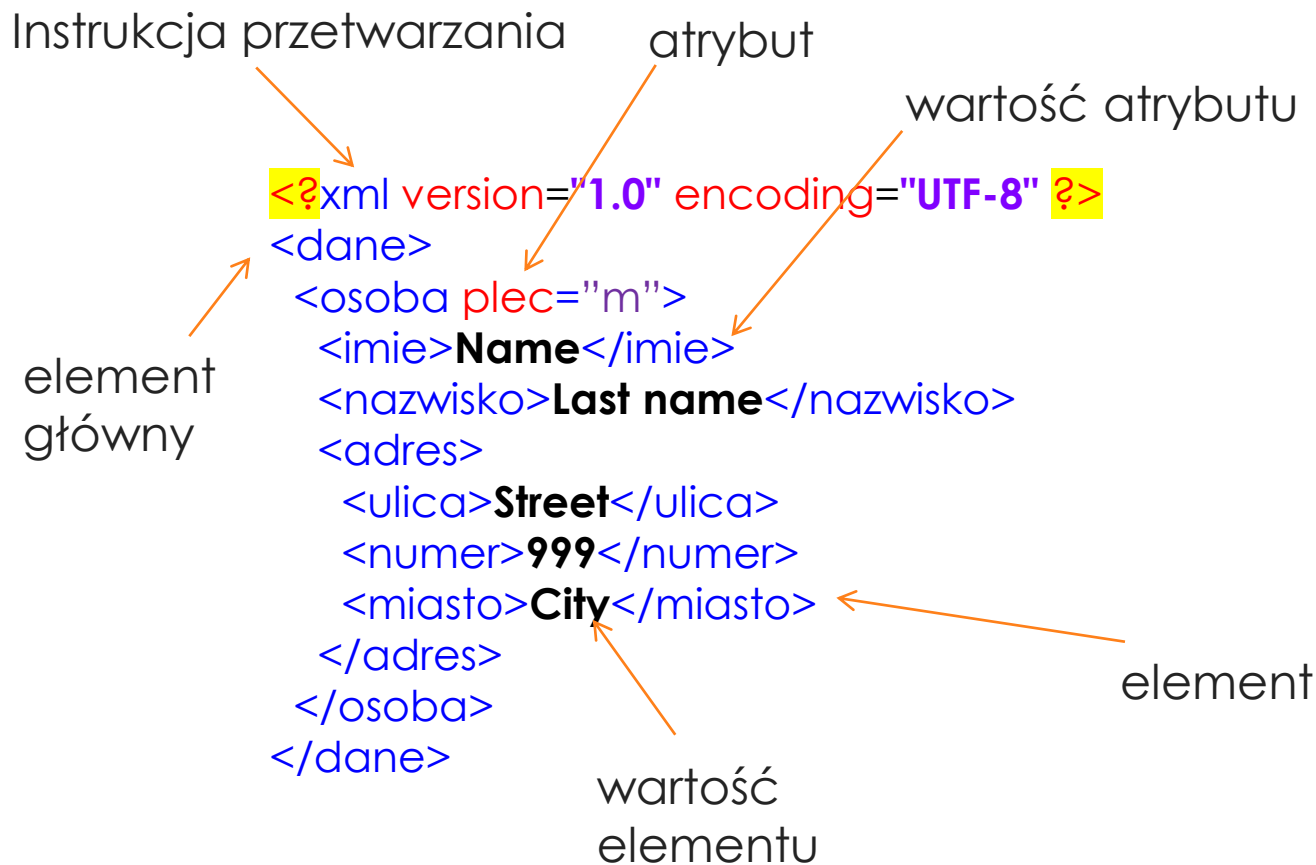 Instrukcja przetwarzania
atrybut
wartość atrybutu
<?xml version="1.0" encoding="UTF-8" ?>
<dane>
<osoba plec=”m”>
<imie>Name</imie>
<nazwisko>Last name</nazwisko>
<adres>
<ulica>Street</ulica>
<numer>999</numer>
<miasto>City</miasto>
</adres>
</osoba>
</dane>
element
główny
element
wartość
elementu